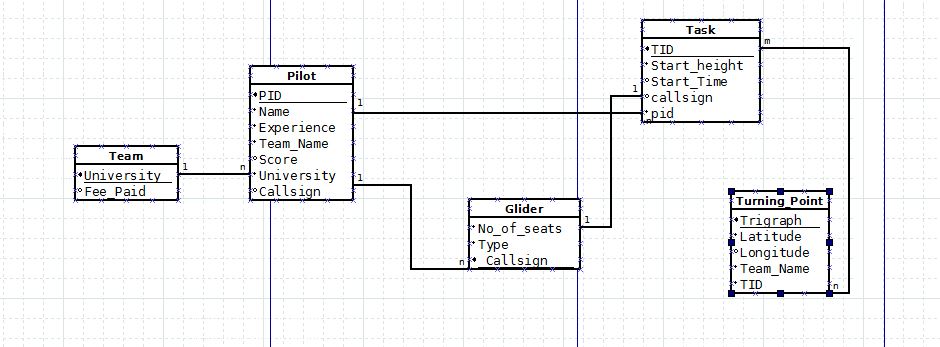 Task
TID
Start_height
Start_Time
callsign
pid
m
1
n
Pilot
PID
Name
Experience
Team_Name
Score
University
Callsign
1
1
n
Team
University
Fee_Paid
1
Glider
No_of_seats
Type
Callsign
1
n
Turning_Point
Trigraph
Latitude
Longitude
Team_Name
TID
n